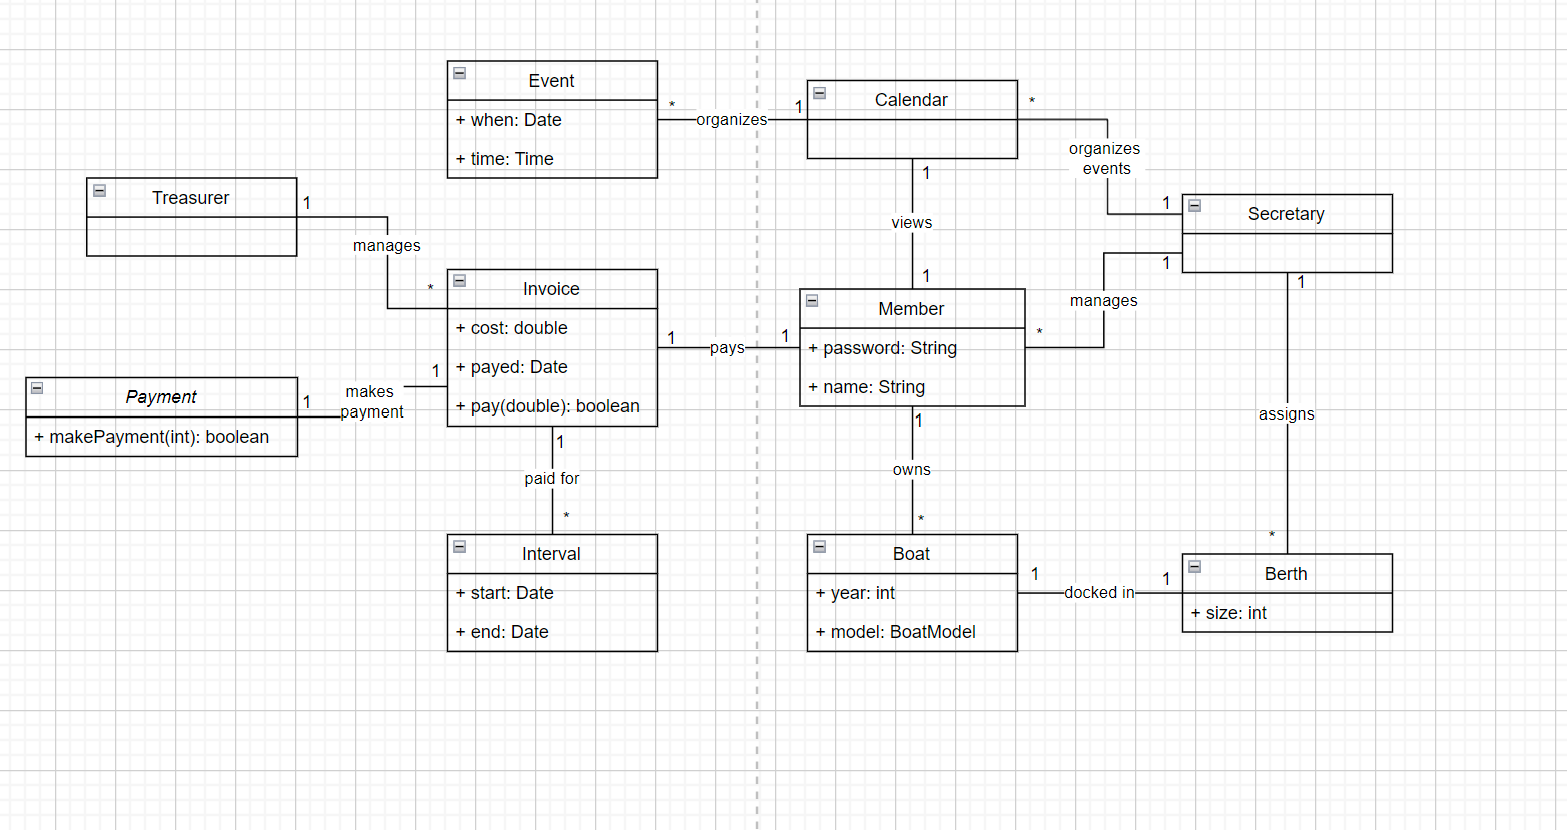 Event
+ when: Date
+ time: Time
*
organizes
1
Calendar
*
organizes
events
1
Secretary
Treasurer
1
manages
*
1
views
1
1
manages
*
1
Invoice
+ cost: double
+ payed: Date
+ pay(double): boolean
1
pays
1
Member
+ password: String
+ name: String
Payment
+ makePayment(int): boolean
1
makes
payment
1
1
paid for
*
1
owns
*
assigns
*
Interval
+ start: Date
+ end: Date
Boat
+ year: int
+ model: BoatModel
1
docked in
1
Berth
+ size: int